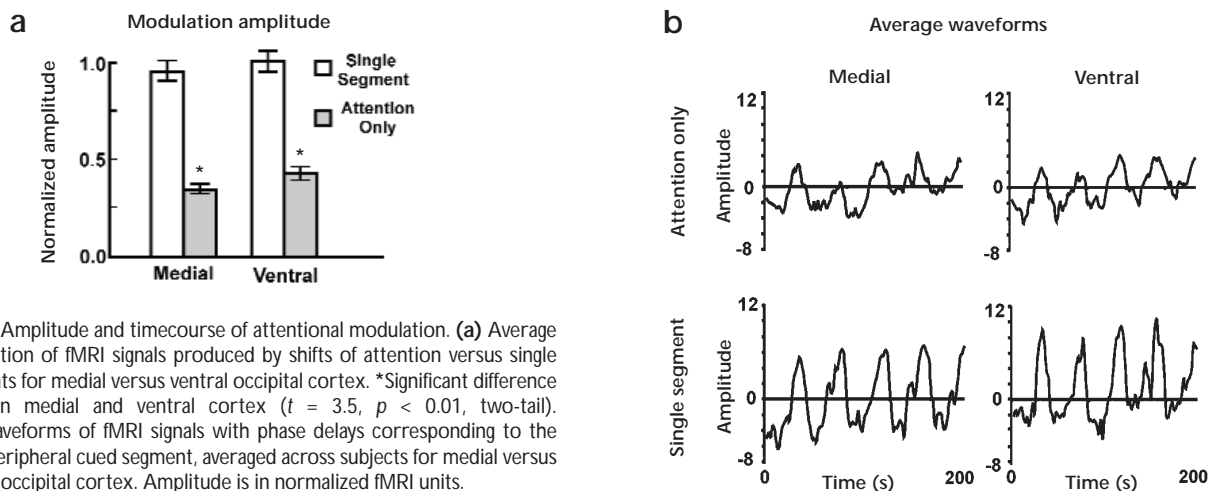 a
Modulation amplitude
Normalized amplitude
1.0
0.5
0.0
Single
Segment
Attention
Only
*
*
Medial
Ventral
Amplitude and timecourse of attentional modulation. (a) Average
tion of fMRI signals produced by shifts of attention versus single
ts for medial versus ventral occipital cortex. *Significant difference
n medial and ventral cortex (t = 3.5, p < 0.01, two-tail).
aveforms of fMRI signals with phase delays corresponding to the
eripheral cued segment, averaged across subjects for medial versus
occipital cortex. Amplitude is in normalized fMRI units.
b
Average waveforms
Medial
Ventral
Attention only
Amplitude
12
0
-8
12
0
-8
Single segment
Amplitude
12
0
-8
0
Time (s)
200
12
0
-8
0
Time (s)
200